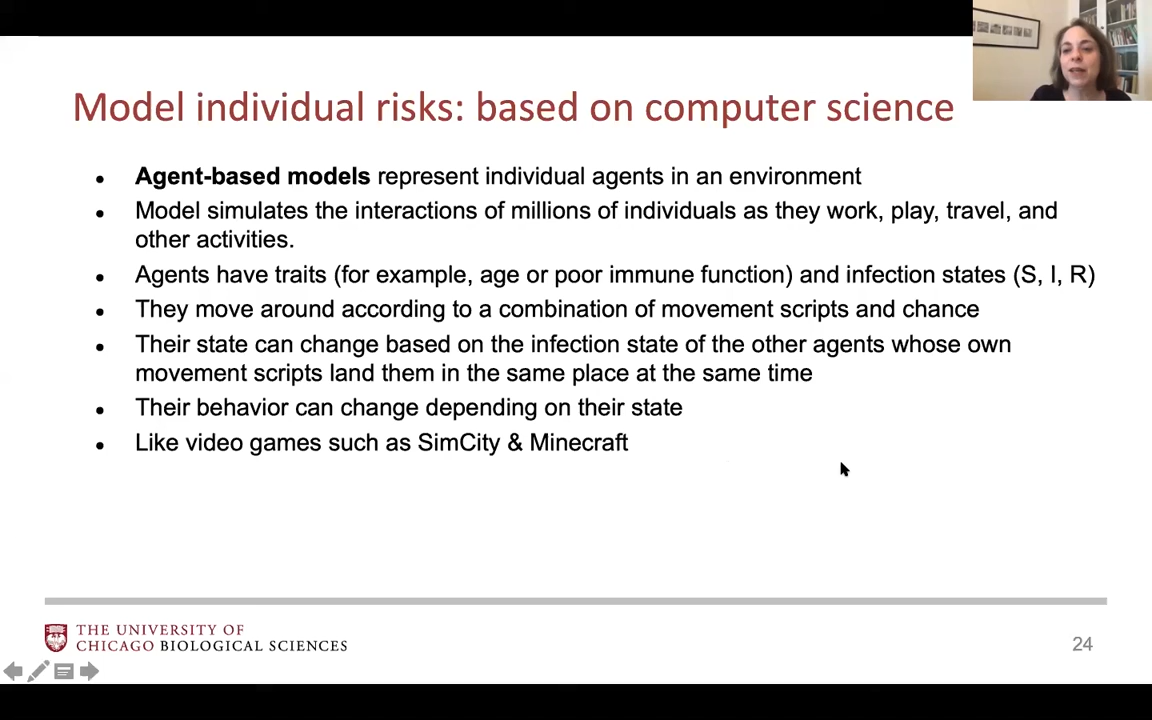 Model individual risks: based on computer science
● Agent-based models represent individual agents in an environment
● Model simulates the interactions of millions of individuals as they work, play, travel, and
other activities.
● Agents have traits (for example, age or poor immune function) and infection states (S, I, R)
● They move around according to a combination of movement scripts and chance
● Their state can change based on the infection state of the other agents whose own
movement scripts land them in the same place at the same time
● Their behavior can change depending on their state
● Like video games such as SimCity & Minecraft
THE UNIVERSITY OF
CHICAGO BIOLOGICAL SCIENCES
24